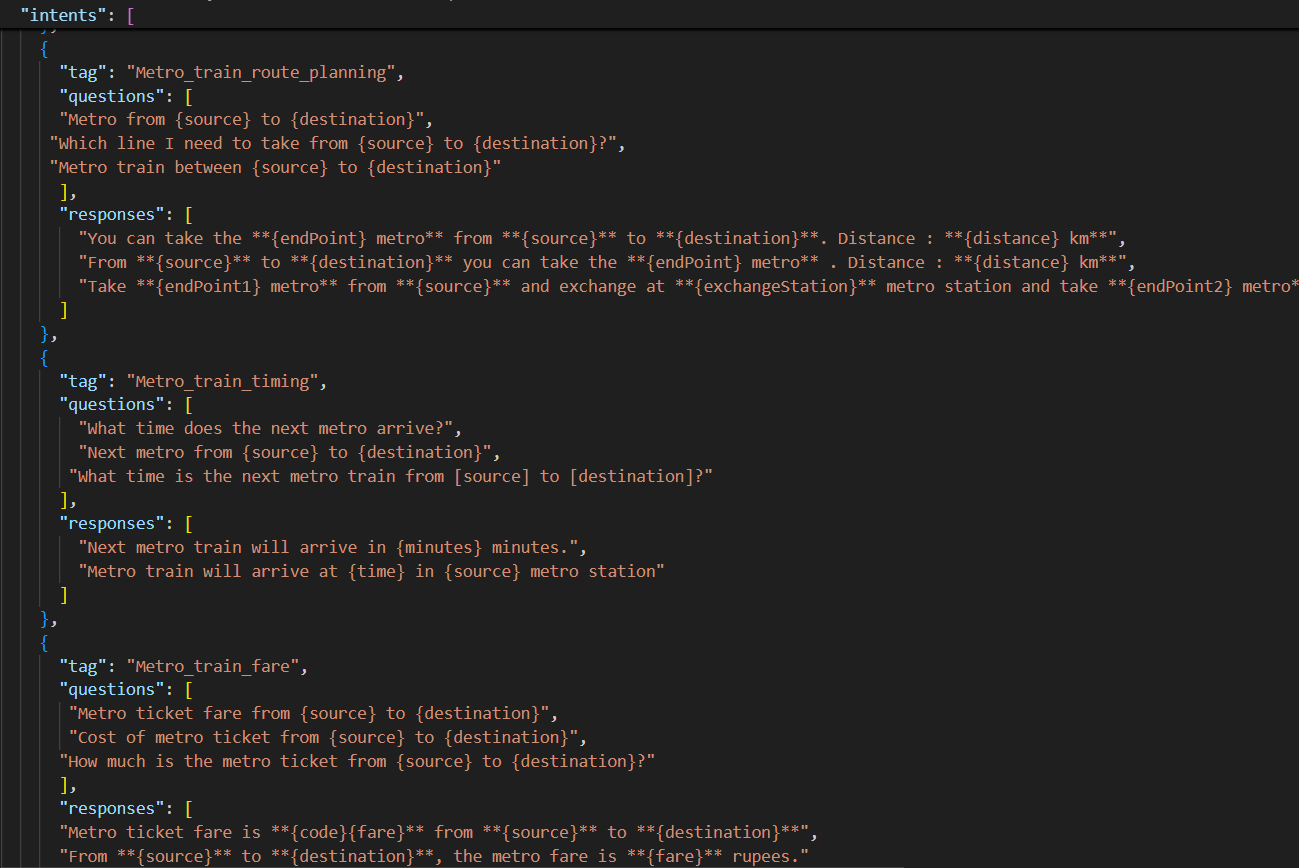 "intents": [
},
{
"tag": "Metro_train_route_planning",
"questions": [
"Metro from {source} to {destination}",
"Which line I need to take from {source} to {destination}?",
"Metro train between {source} to {destination}"
],
"responses": [
"You can take the **{endPoint} metro** from **{source}** to **{destination}**. Distance : **{distance} km**",
"From **{source}** to **{destination}** you can take the **{endPoint} metro** . Distance : **{distance} km**",
"Take **{endPoint1} metro** from **{source}** and exchange at **{exchangeStation}** metro station and take **{endPoint2} metro*
]
},
{
"tag": "Metro_train_timing",
"questions": [
"What time does the next metro arrive?",
"Next metro from {source} to {destination}",
"What time is the next metro train from [source] to [destination]?"
],
"responses": [
"Next metro train will arrive in {minutes} minutes.",
"Metro train will arrive at {time} in {source} metro station"
]
},
{
"tag": "Metro_train_fare",
"questions": [
"Metro ticket fare from {source} to {destination}",
"Cost of metro ticket from {source} to {destination}",
"How much is the metro ticket from {source} to {destination}?"
],
"responses": [
"Metro ticket fare is **{code}{fare}** from **{source}** to **{destination}**",
"From **{source}** to **{destination}**, the metro fare is **{fare}** rupees."